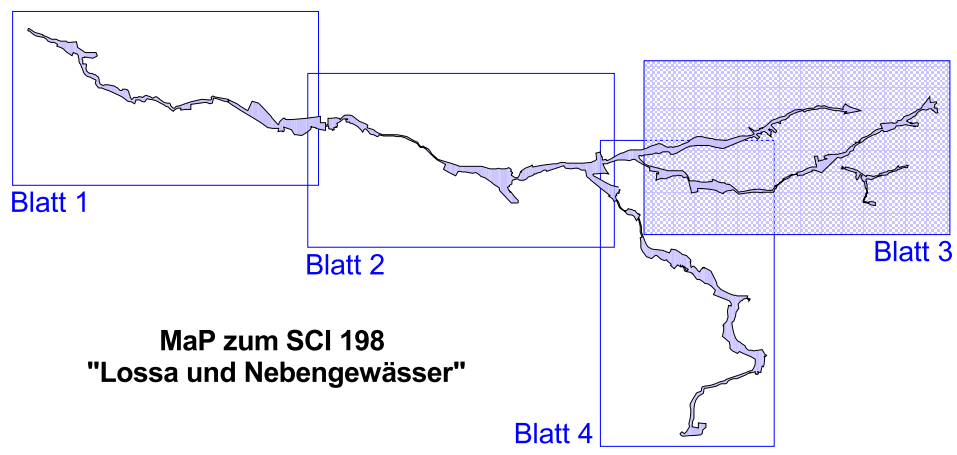 Blatt 1
Blatt 2
Blatt 3
MaP zum SCI 198
"Lossa und Nebengewässer"
Blatt 4